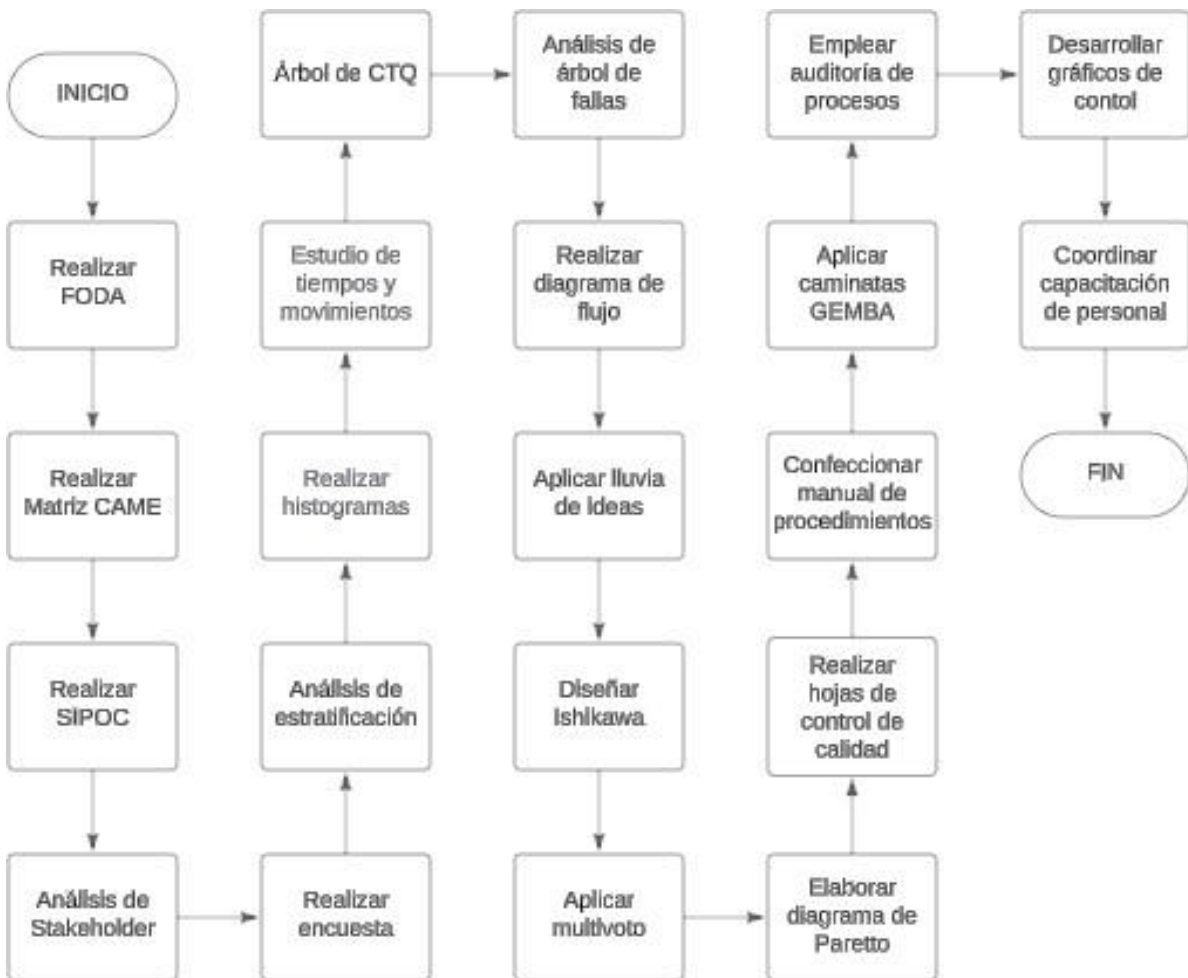 INICIO
Realizar
FODA
Realizar
Matriz CAME
Realizar
SIPOC
Análisis de
Stakeholder
Realizar
encuesta
Análisis de
estratificación
Realizar
histogramas
Estudio de
tiempos y
movimientos
Árbol de CTQ
Análisis de
árbol de
fallas
Realizar
diagrama de
flujo
Aplicar lluvia
de ideas
Diseñar
Ishikawa
Aplicar
multivoto
Elaborar
diagrama de
Paretto
Realizar
hojas de
control de
calidad
Confeccionar
manual de
procedimientos
Aplicar
caminatas
GEMBA
Emplear
auditoría de
procesos
Desarrollar
gráficos de
contol
Coordinar
capacitación
de personal
FIN